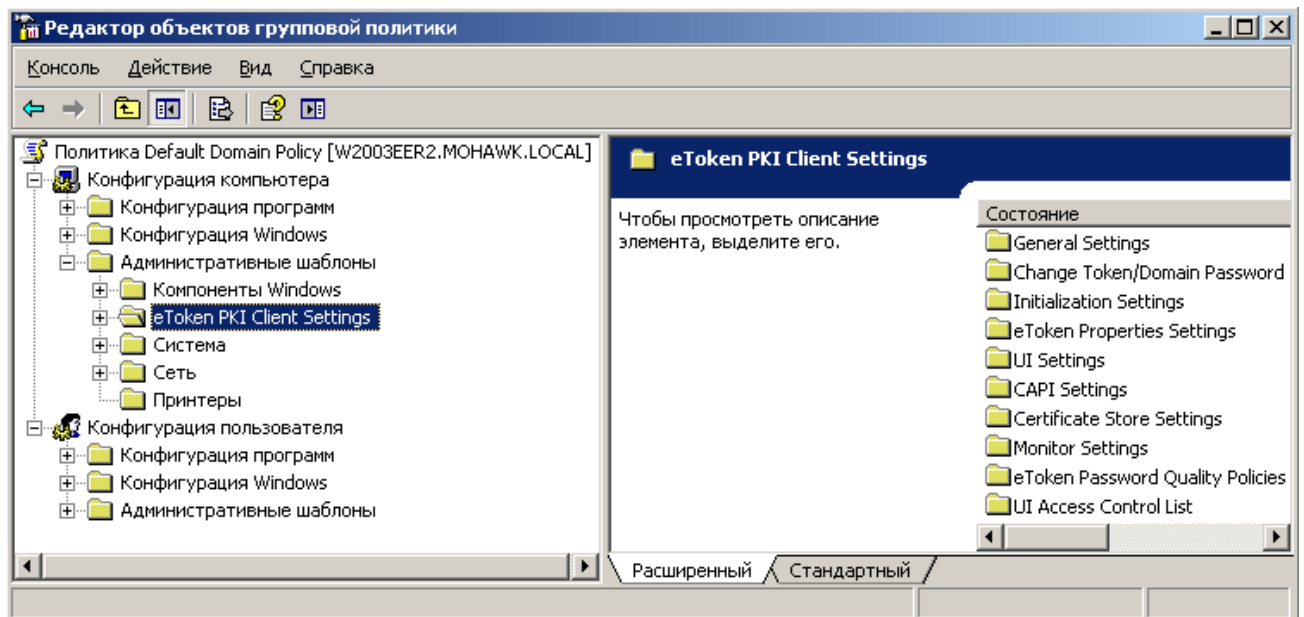 Редактор объектов групповой политики
Консоль Действие Вид Справка
Политика Default Domain Policy [W2003EER2.MOHAWK.LOCAL]
Конфигурация компьютера
Конфигурация программ
Конфигурация Windows
Административные шаблоны
Компоненты Windows
eToken PKI Client Settings
Система
Сеть
Принтеры
Конфигурация пользователя
Конфигурация программ
Конфигурация Windows
Административные шаблоны
eToken PKI Client Settings
Чтобы просмотреть описание
элемента, выделите его.
Состояние
General Settings
Change Token/Domain Password
Initialization Settings
eToken Properties Settings
UI Settings
CAPI Settings
Certificate Store Settings
Monitor Settings
eToken Password Quality Policies
UI Access Control List
Расширенный Стандартный